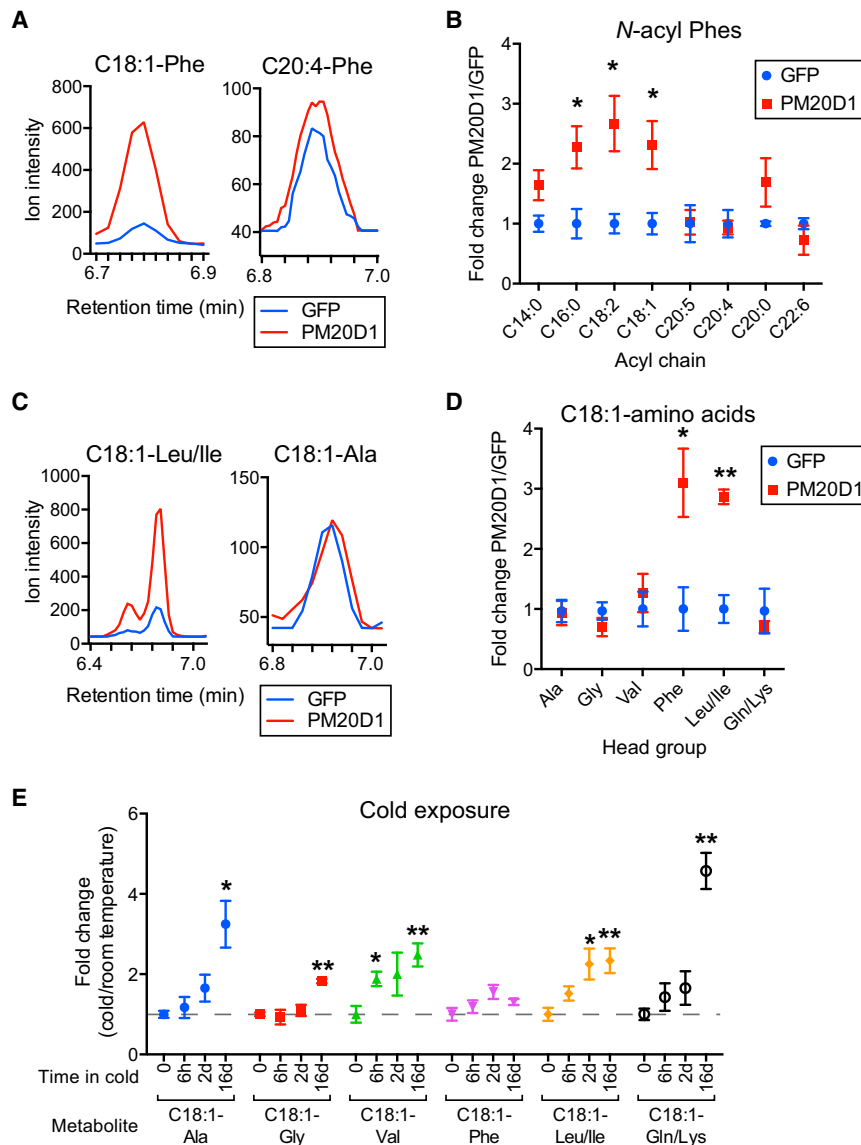 A
C18:1-Phe
C20:4-Phe
Ion intensity
800
600
400
200
0
6.7
6.9
100
80
60
40
6.8
7.0
Retention time (min)
GFP
PM20D1
B
N-acyl Phes
Fold change PM20D1/GFP
4
3
2
1
0
*
*
*
GFP
PM20D1
C14:0
C16:0
C18:2
C18:1
C20:5
C20:4
C20:0
C22:6
Acyl chain
C
C18:1-Leu/Ile
C18:1-Ala
Ion intensity
1000
800
600
400
200
0
6.4
7.0
150
100
50
6.8
7.0
Retention time (min)
GFP
PM20D1
D
C18:1-amino acids
Fold change PM20D1/GFP
4
3
2
1
0
*
**
GFP
PM20D1
Ala
Gly
Val
Phe
Leu/Ile
Gln/Lys
Head group
E
Cold exposure
Fold change
(cold/room temperature)
6
4
2
0
*
**
*
**
*
**
**
Time in cold
0 6h 2d 16d 0 6h 2d 16d 0 6h 2d 16d 0 6h 2d 16d 0 6h 2d 16d 0 6h 2d 16d
Metabolite
C18:1-
Ala
C18:1-
Gly
C18:1-
Val
C18:1-
Phe
C18:1-
Leu/Ile
C18:1-
Gln/Lys